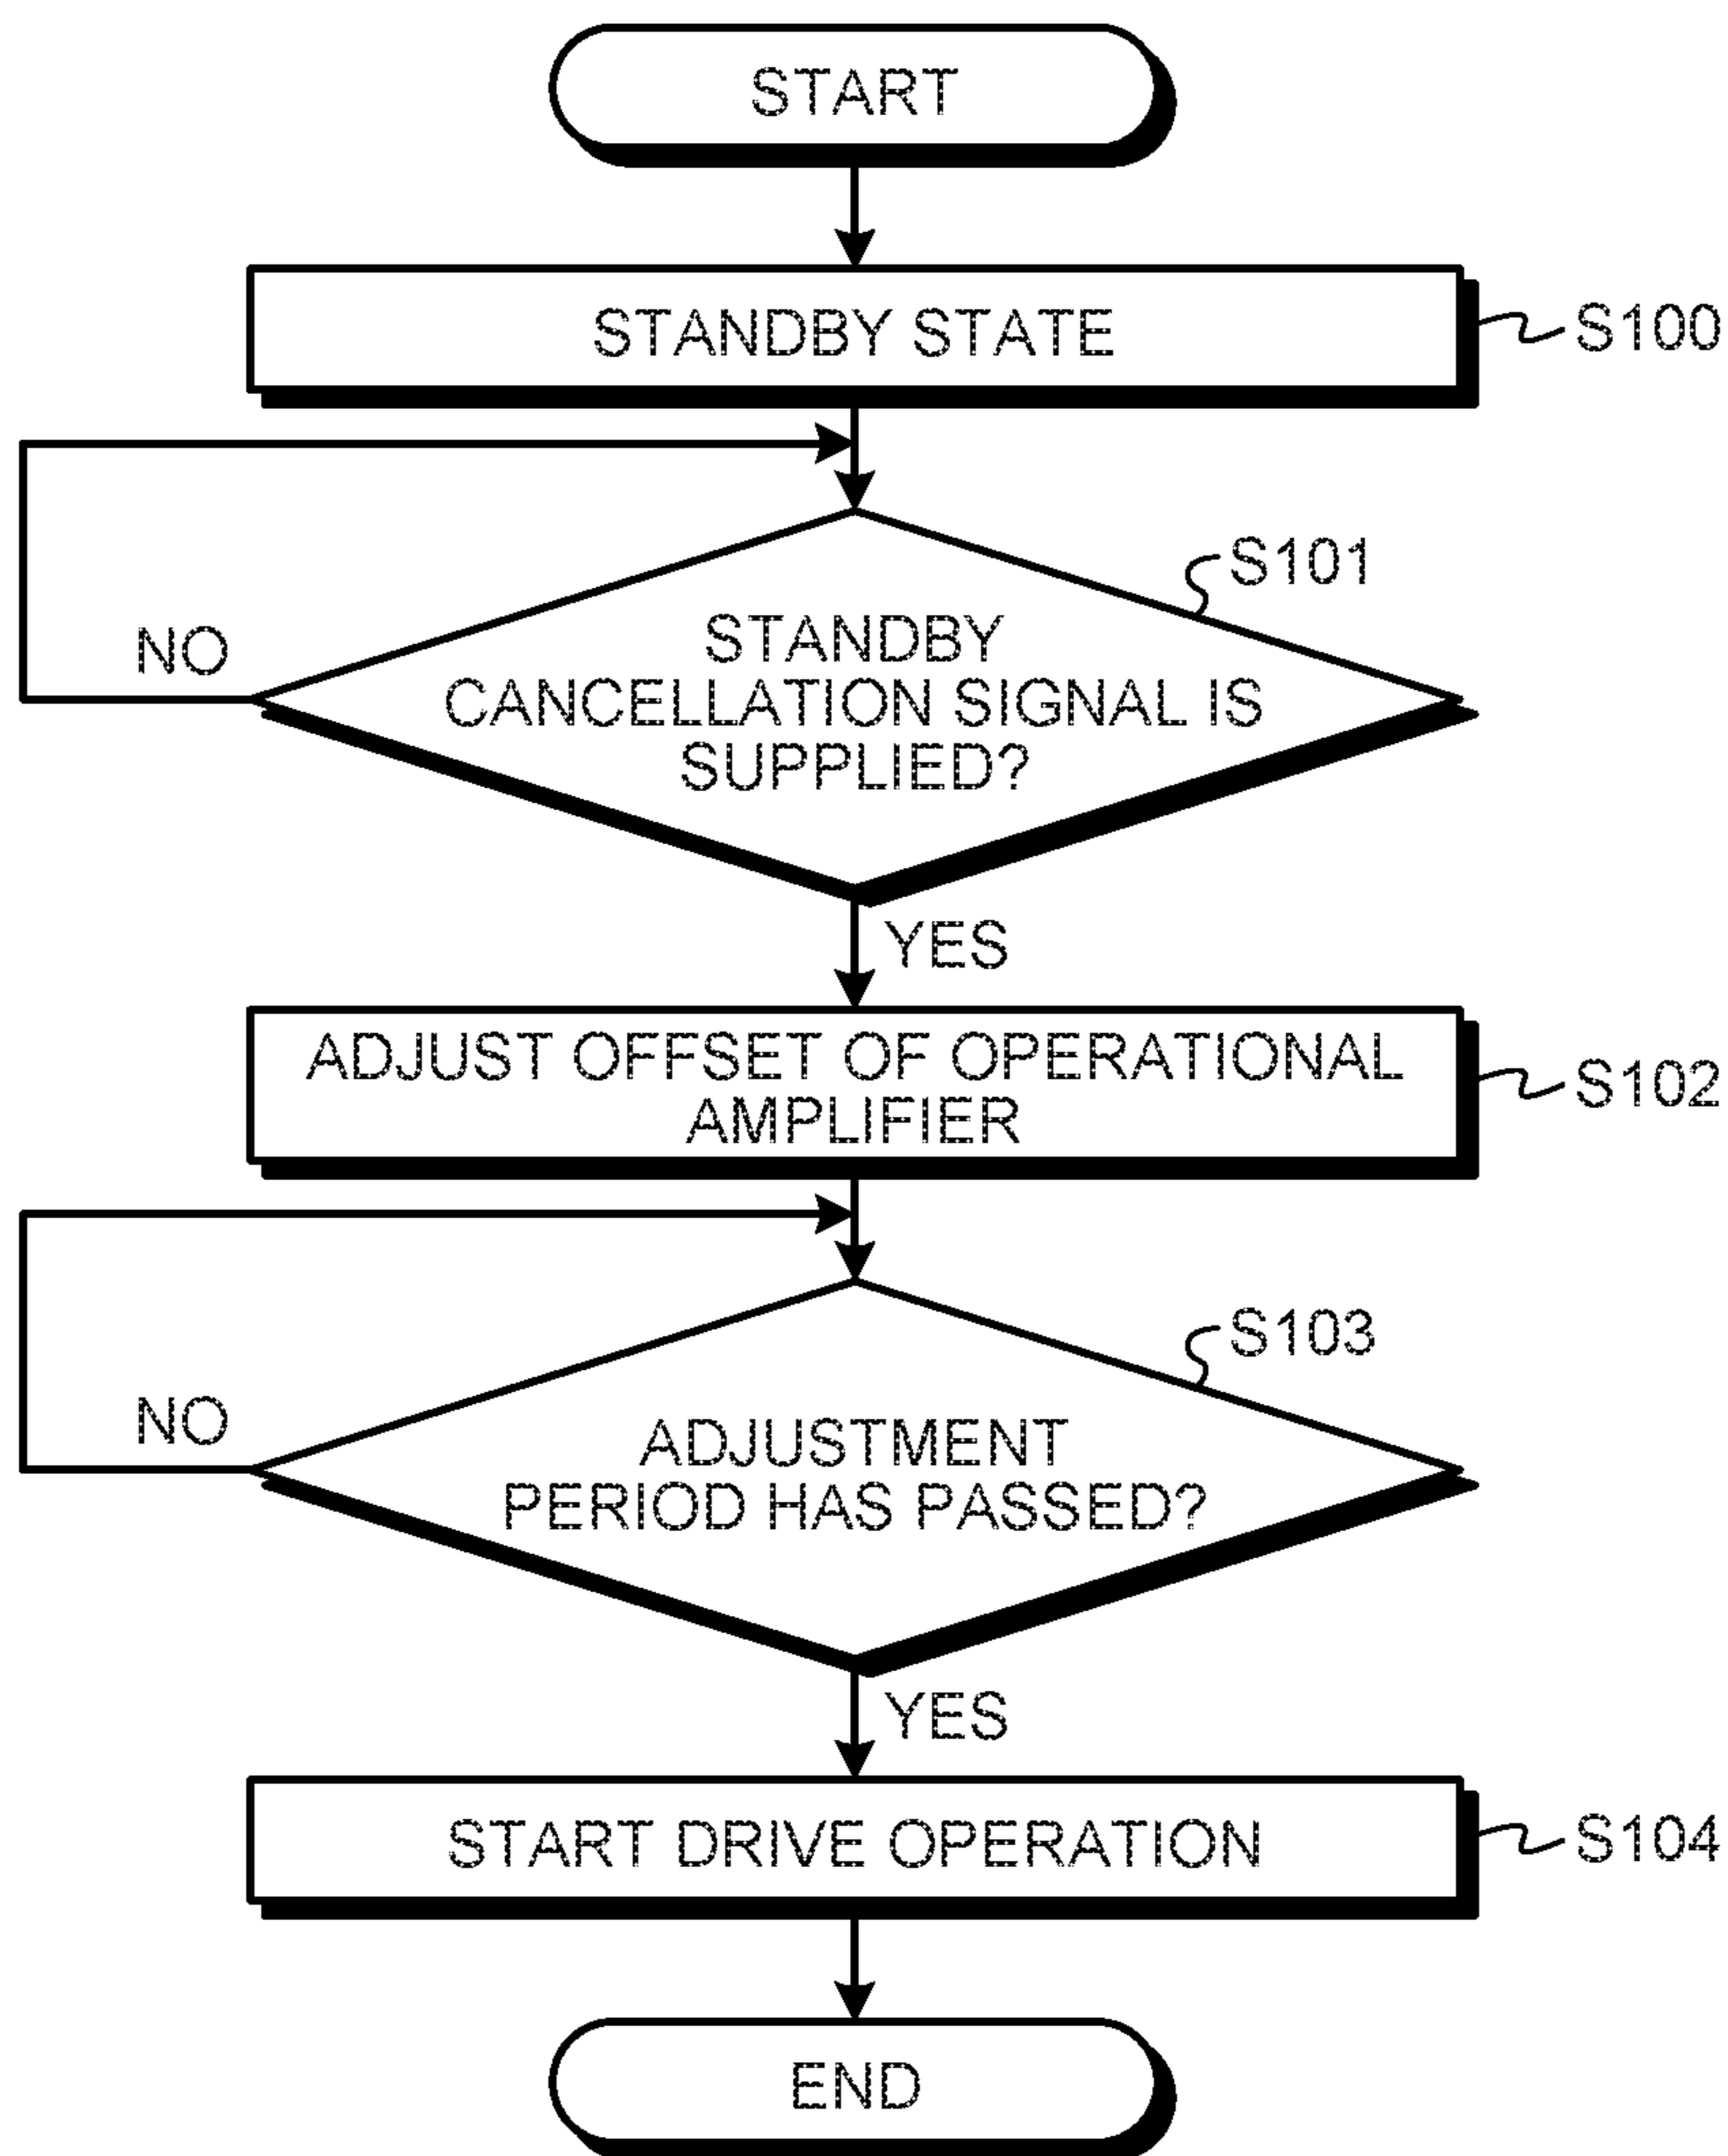 START
STANDBY STATE
S100
S101
STANDBY
CANCELLATION SIGNAL IS
SUPPLIED?
NO
YES
ADJUST OFFSET OF OPERATIONAL
AMPLIFIER
S102
S103
ADJUSTMENT
PERIOD HAS PASSED?
NO
YES
START DRIVE OPERATION
S104
END